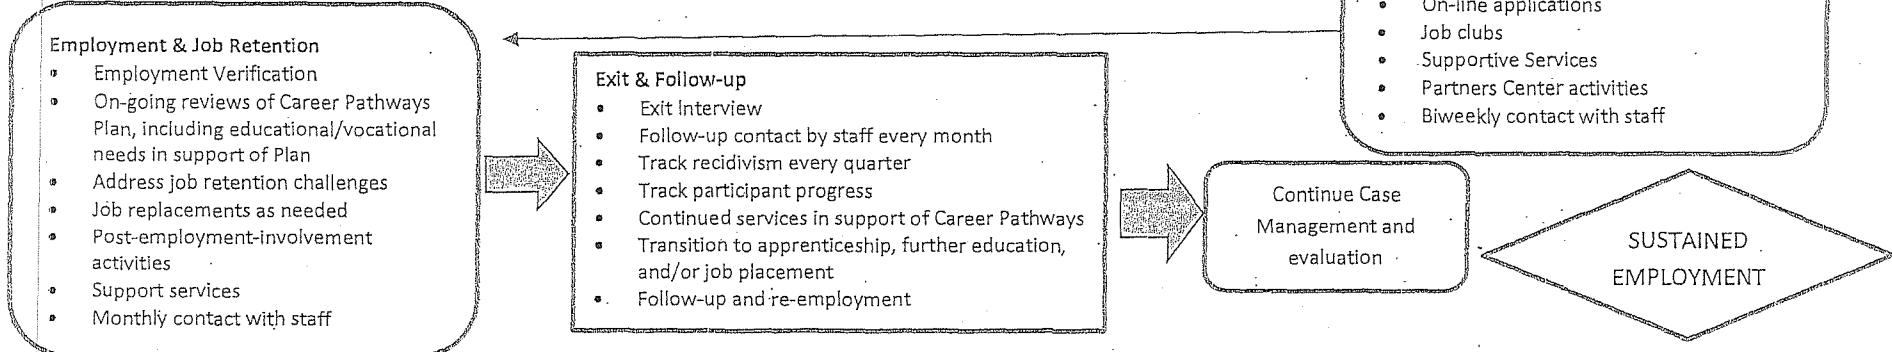 On-line applications
Job clubs
Supportive Services
Partners Center activities
Biweekly contact with staff
Employment & Job Retention
Employment Verification
On-going reviews of Career Pathways
Plan, including educational/vocational
needs in support of Plan
Address job retention challenges
Job replacements as needed
Post-employment-involvement
activities
Support services
Monthly contact with staff
Exit & Follow-up
Exit Interview
Follow-up contact by staff every month
Track recidivism every quarter
Track participant progress
Continued services in support of Career Pathways
Transition to apprenticeship, further education,
and/or job placement
Follow-up and re-employment
Continue Case
Management and
evaluation
SUSTAINED
EMPLOYMENT